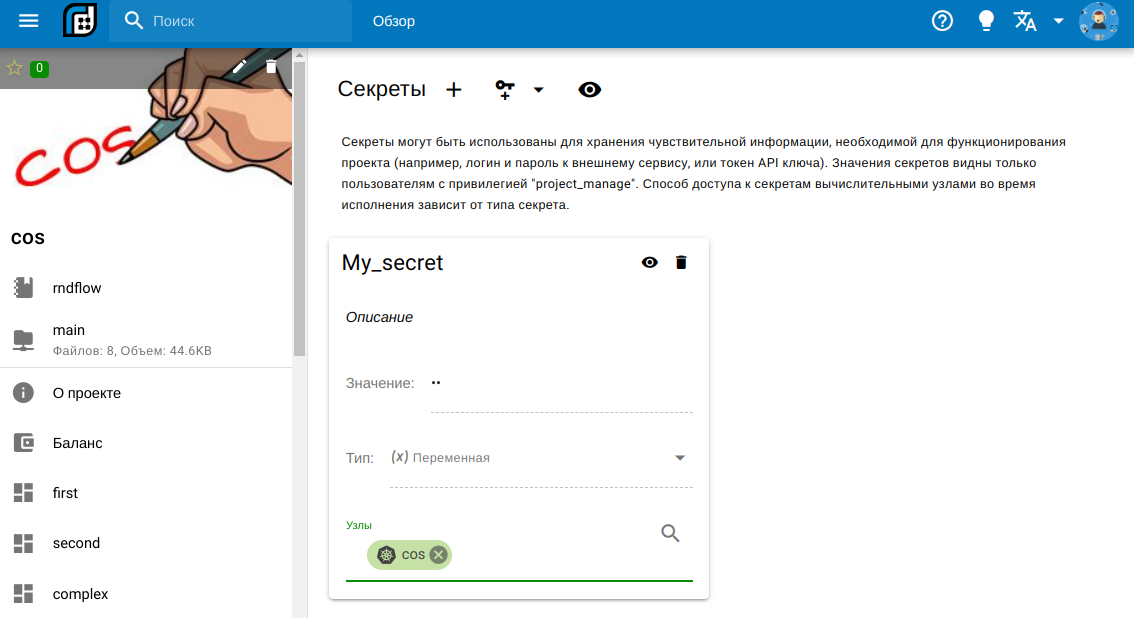 Поиск
Обзор
0
cos
cos
rndflow
main
Файлов: 8, Объем: 44.6KB
О проекте
Баланс
first
second
complex
Секреты
Секреты могут быть использованы для хранения чувствительной информации, необходимой для функционирования
проекта (например, логин и пароль к внешнему сервису, или токен API ключа). Значения секретов видны только
пользователям с привилегией "project_manage". Способ доступа к секретам вычислительными узлами во время
исполнения зависит от типа секрета.
My_secret
Описание
Значение: ••
Тип: (x) Переменная
Узлы
cos